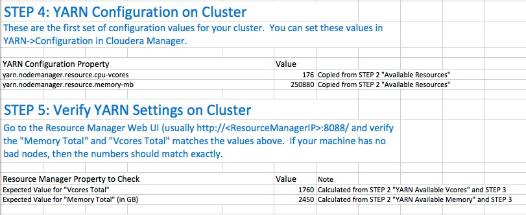 STEP 4: YARN Configuration on Cluster
These are the first set of configuration values for your cluster. You can set these values in
YARN->Configuration in Cloudera Manager.
YARN Configuration Property Value
yarn.nodemanager.resource.cpu-vcores 176 Copied from STEP 2 "Available Resources"
yarn.nodemanager.resource.memory-mb 250880 Copied from STEP 2 "Available Resources"
STEP 5: Verify YARN Settings on Cluster
Go to the Resource Manager Web UI (usually http://<ResourceManagerIP>:8088/ and verify
the "Memory Total" and "Vcores Total" matches the values above. If your machine has no
bad nodes, then the numbers should match exactly.
Resource Manager Property to Check Value Note
Expected Value for "Vcores Total" 1760 Calculated from STEP 2 "YARN Available Vcores" and STEP 3
Expected Value for "Memory Total" (in GB) 2450 Calculated from STEP 2 "YARN Available Memory" and STEP 3